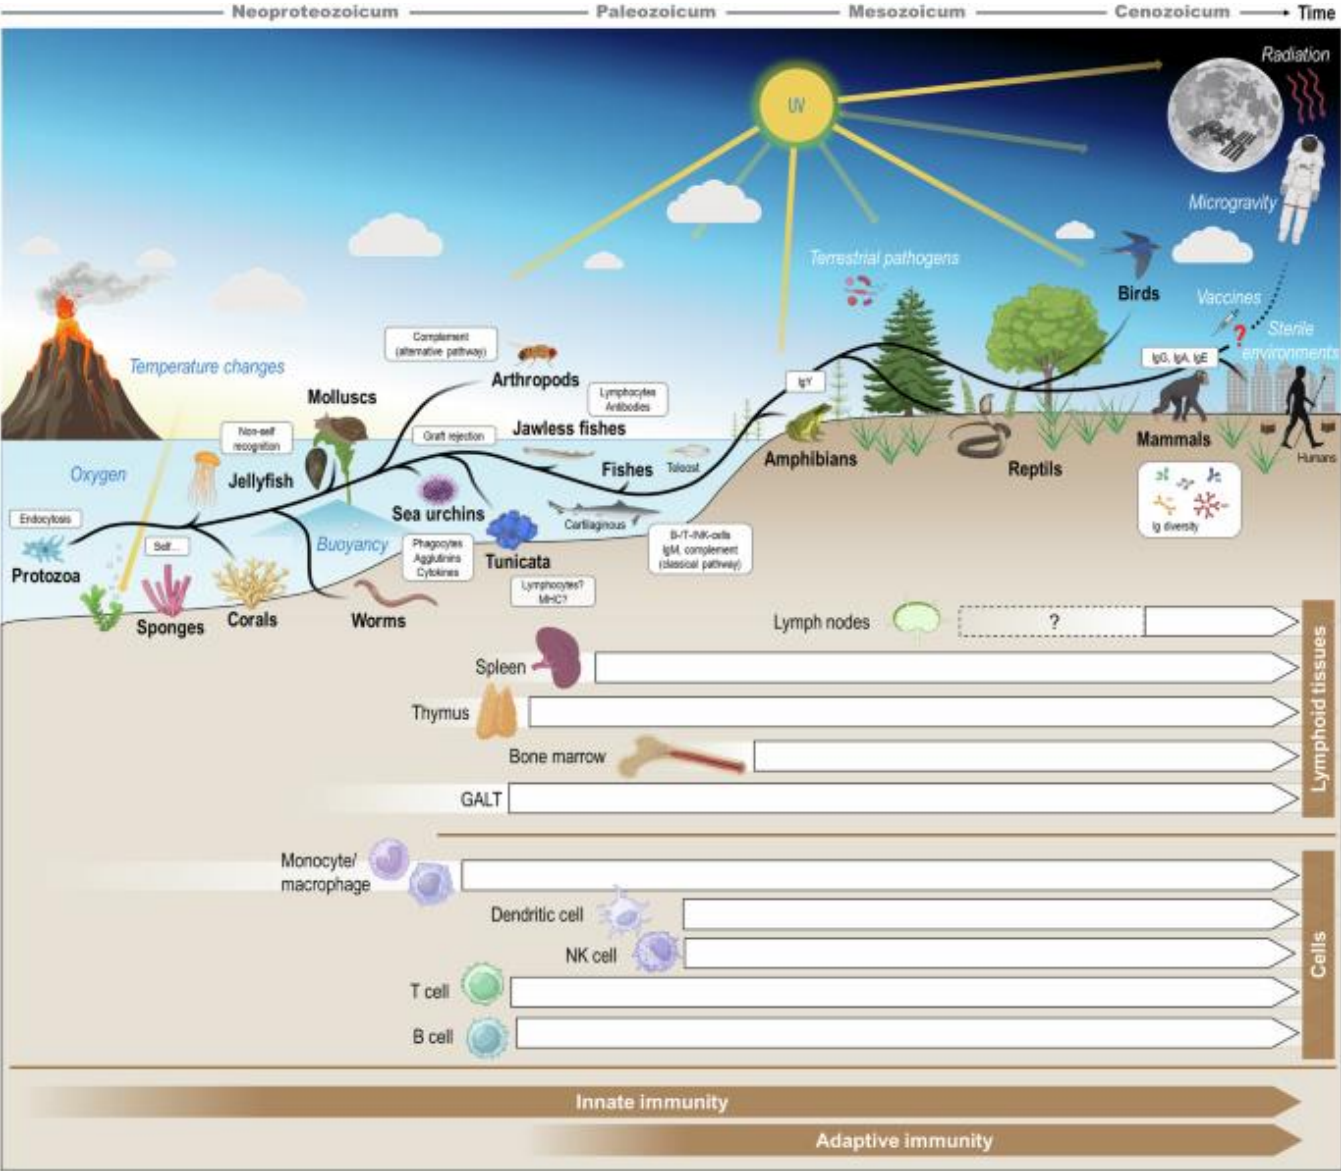 Neoproteozoicum
Paleozoicum
Mesozoicum
Cenozoicum
Time
Radiation
UV
Microgravity
Terrestrial pathogens
Birds
Vaccines
?
Sterile
environments
Complement
(alternative pathway)
Temperature changes
Arthropods
IgG, IgA, IgE
IgY
Molluscs
Lymphocytes
Antibodies
Non-self
recognition
Graft rejection
Jawless fishes
Mammals
Humans
Oxygen
Jellyfish
Fishes
Teleost
Amphibians
Reptils
Endocytosis
Sea urchins
Cartilaginous
Ig diversity
Self...
Buoyancy
Phagocytes
Agglutinins
Cytokines
Tunicata
B-/T-/NK-cells
IgM, complement
(classical pathway)
Protozoa
Lymphocytes?
MHC?
Sponges
Corals
Worms
Lymph nodes
?
Spleen
Thymus
Bone marrow
GALT
Lymphoid tissues
Monocyte/
macrophage
Dendritic cell
NK cell
T cell
B cell
Cells
Innate immunity
Adaptive immunity